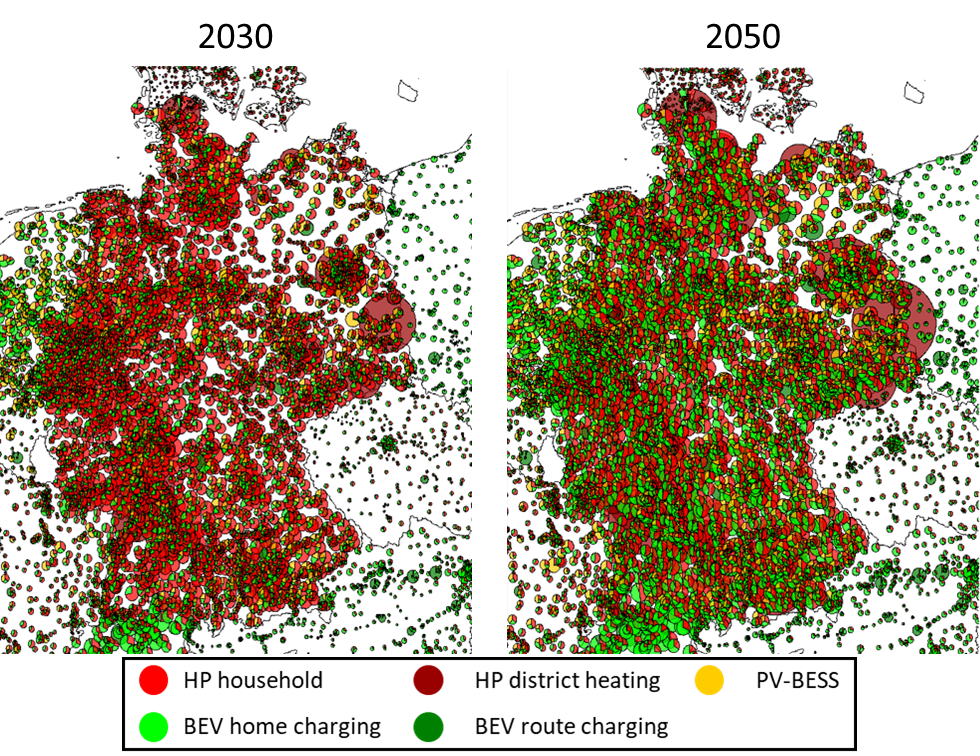 2030 2050
HP household HP district heating PV-BESS
BEV home charging BEV route charging